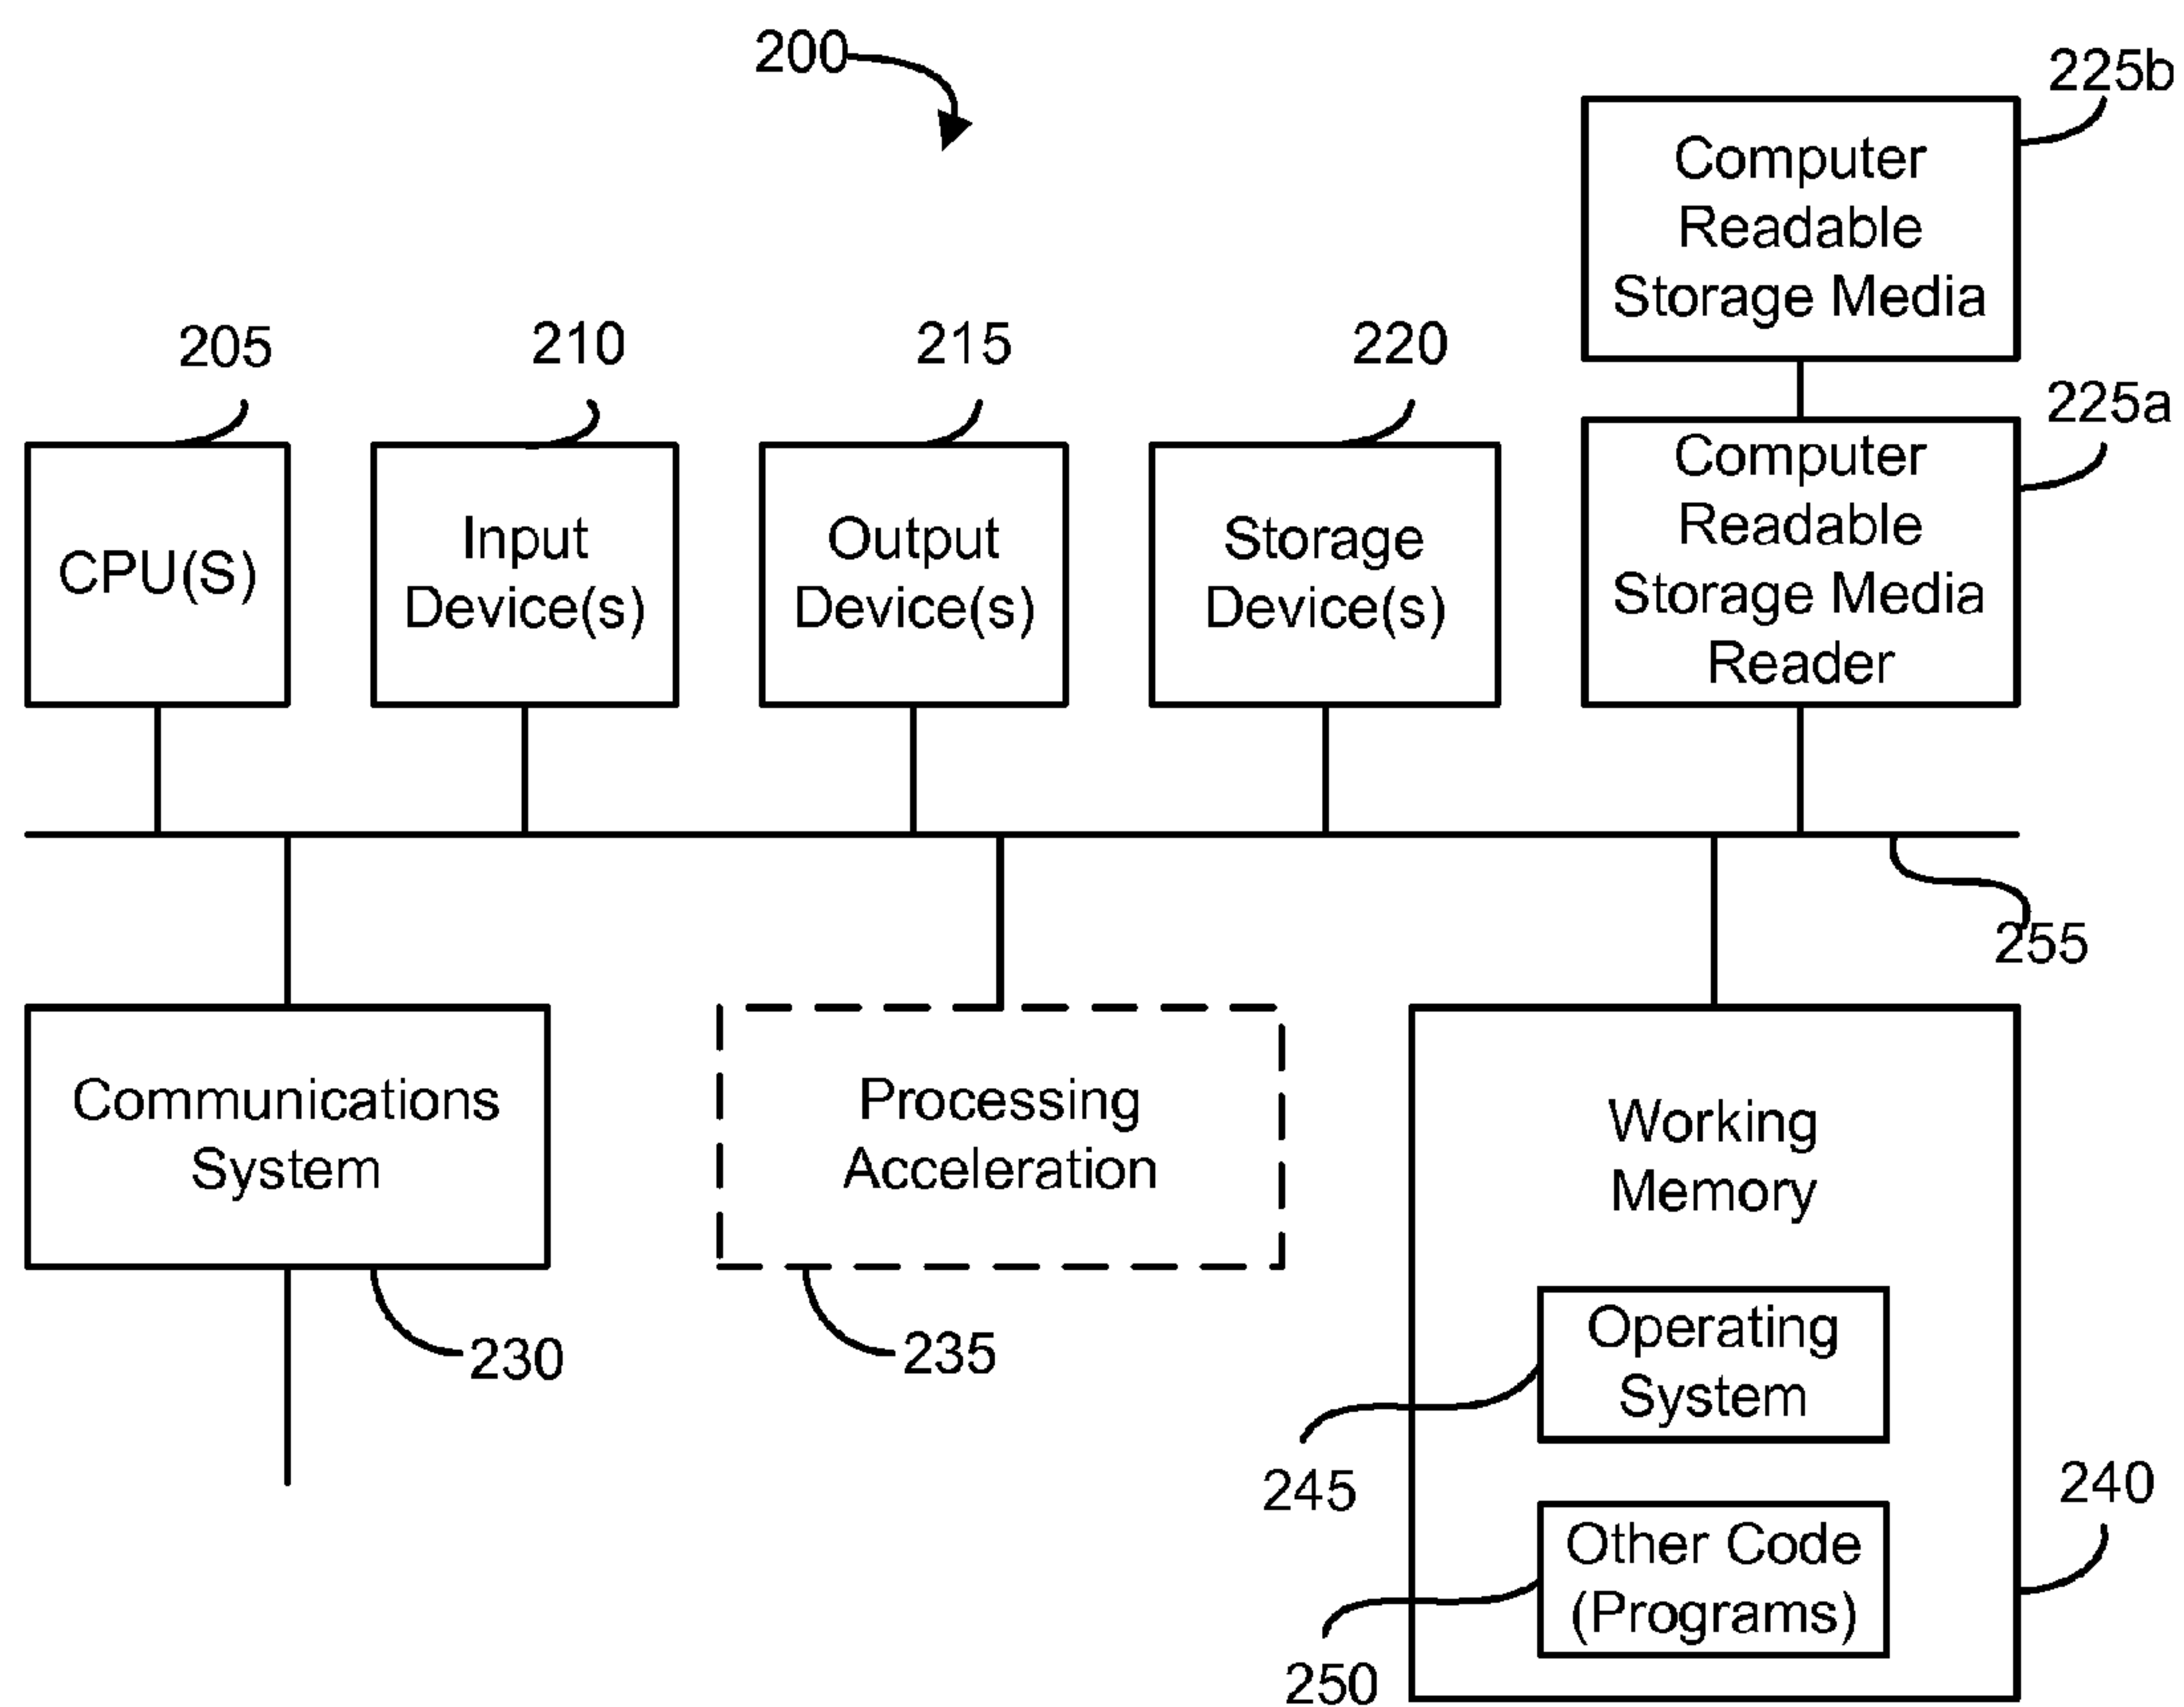 200
225b
Computer
Readable
Storage Media
205
210
215
220
225a
CPU(S)
Input
Device(s)
Output
Device(s)
Storage
Device(s)
Computer
Readable
Storage Media
Reader
255
Communications
System
230
Processing
Acceleration
235
Working
Memory
Operating
System
245
Other Code
(Programs)
250
240